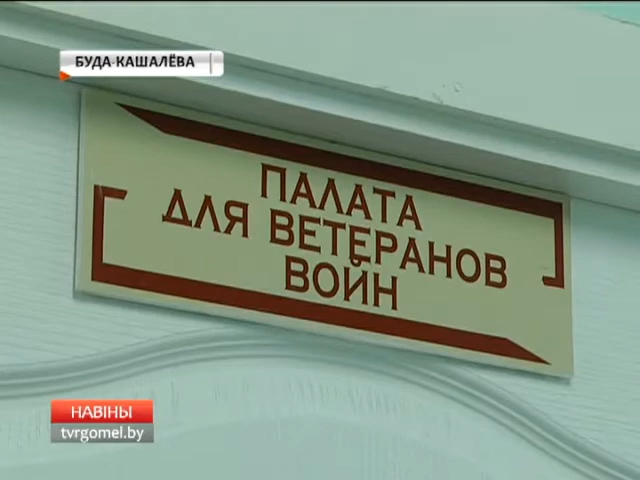 БУДА-КАШАЛЁВА
ПАЛАТА
ДЛЯ ВЕТЕРАНОВ
ВОЙН
НАВІНЫ
tvrgomel.by